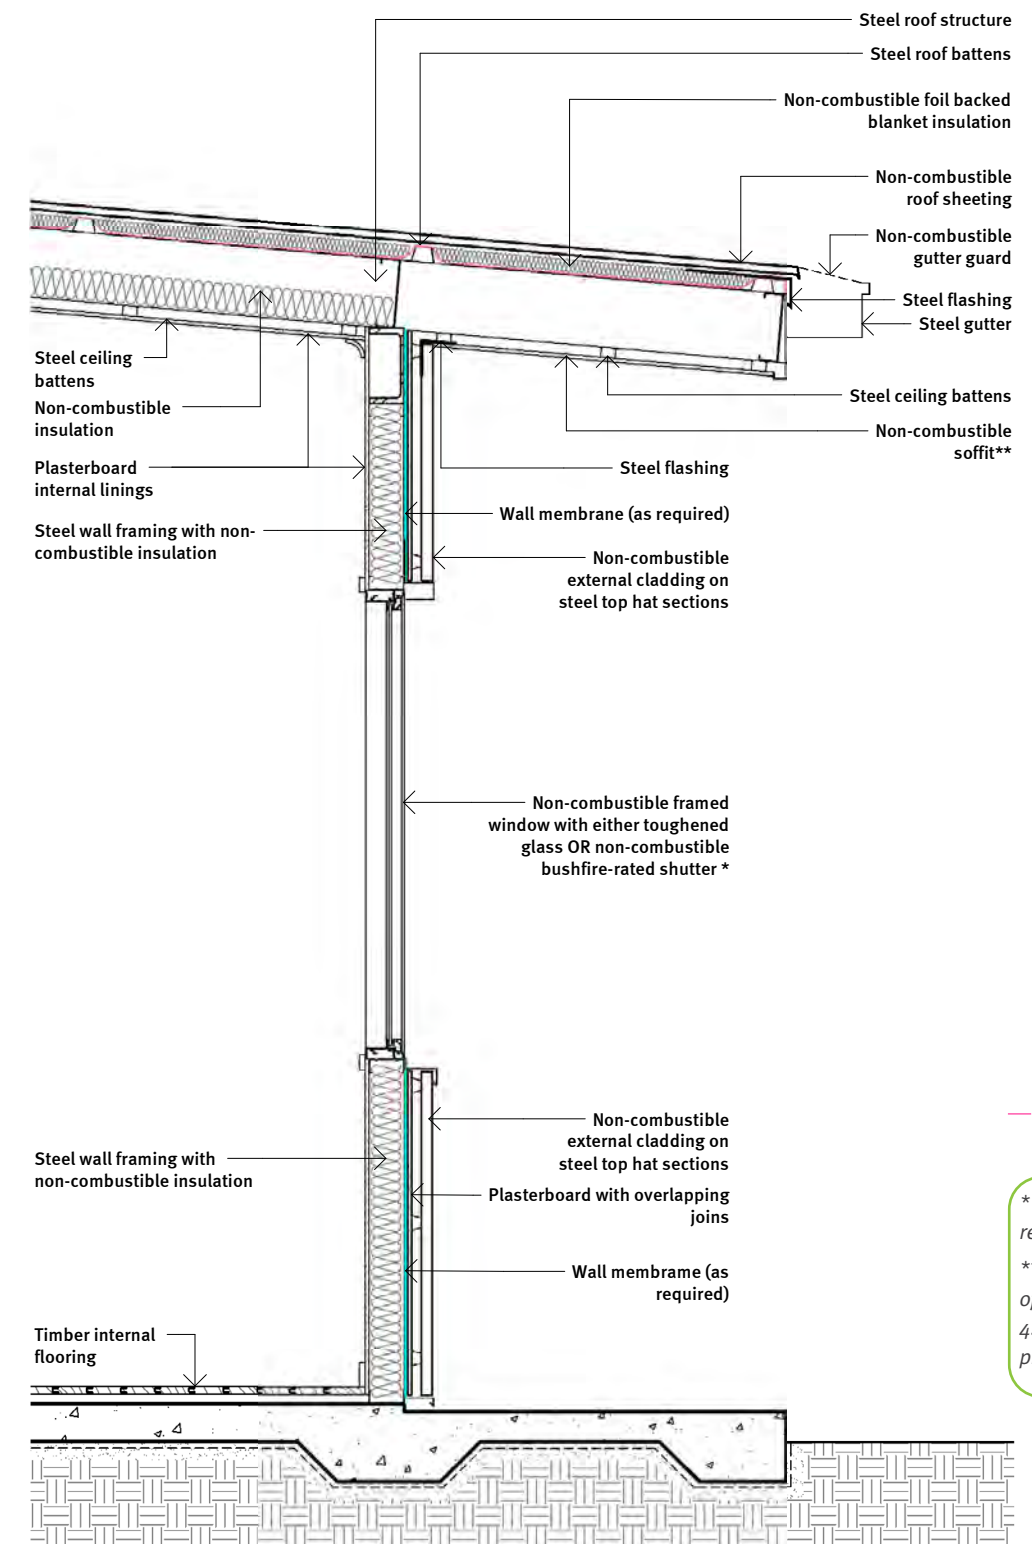 Steel roof structure
Steel roof battens
Non-combustible foil backed
blanket insulation
Non-combustible
roof sheeting
Non-combustible
gutter guard
Steel flashing
Steel gutter
Steel ceiling
battens
Non-combustible
insulation
Plasterboard
internal linings
Steel wall framing with non-
combustible insulation
Steel ceiling battens
Non-combustible
soffit**
Steel flashing
Wall membrane (as required)
Non-combustible
external cladding on
steel top hat sections
Non-combustible framed
window with either toughened
glass OR non-combustible
bushfire-rated shutter *
Non-combustible
external cladding on
steel top hat sections
Steel wall framing with
non-combustible insulation
Plasterboard with overlapping
joins
Wall membrame (as
required)
Timber internal
flooring
*
re